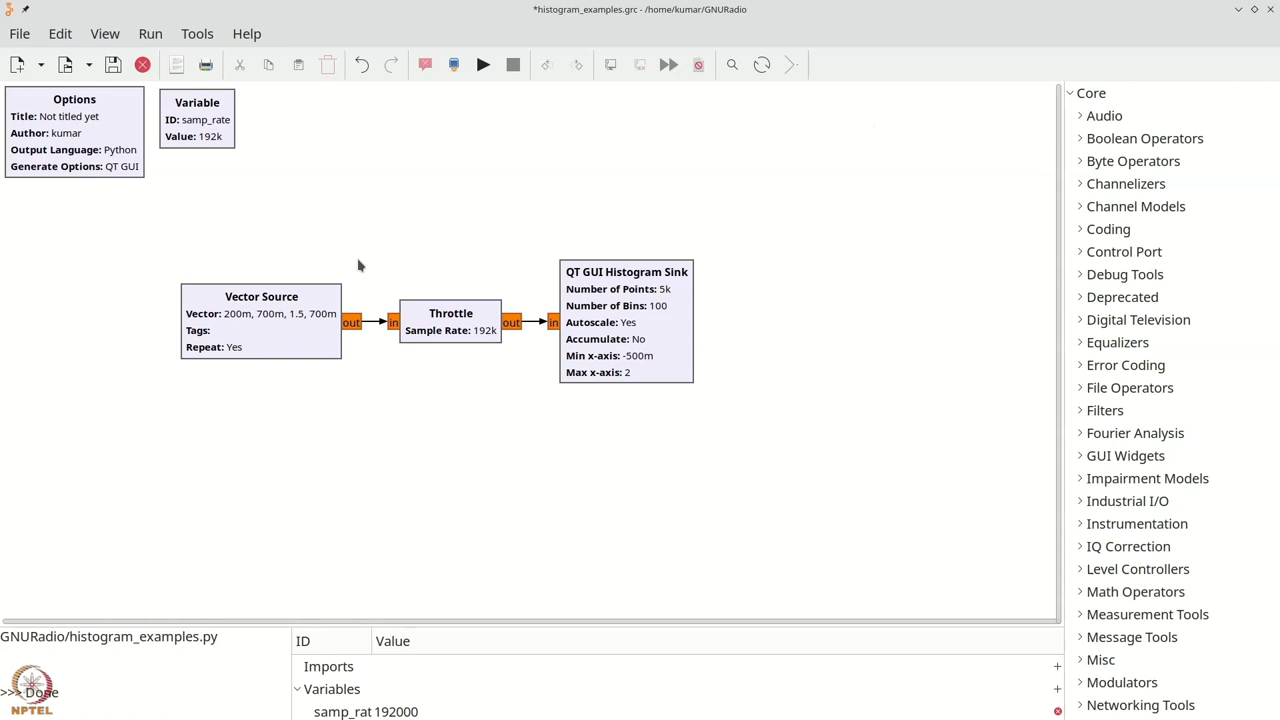 *histogram_examples.grc - /home/kumar/GNURadio
File Edit View Run Tools Help
Options
Title: Not titled yet
Author: kumar
Output Language: Python
Generate Options: QT GUI
Variable
ID: samp_rate
Value: 192k
Vector Source
Vector: 200m, 700m, 1.5, 700m
Tags:
Repeat: Yes
out
in
Throttle
Sample Rate: 192k
out
in
QT GUI Histogram Sink
Number of Points: 5k
Number of Bins: 100
Autoscale: Yes
Accumulate: No
Min x-axis: -500m
Max x-axis: 2
Core
Audio
Boolean Operators
Byte Operators
Channelizers
Channel Models
Coding
Control Port
Debug Tools
Deprecated
Digital Television
Equalizers
Error Coding
File Operators
Filters
Fourier Analysis
GUI Widgets
Impairment Models
Industrial I/O
Instrumentation
IQ Correction
Level Controllers
Math Operators
Measurement Tools
Message Tools
Misc
Modulators
Networking Tools
GNURadio/histogram_examples.py
>>> Done
NPTEL
ID Value
Imports
Variables
samp_rat 192000